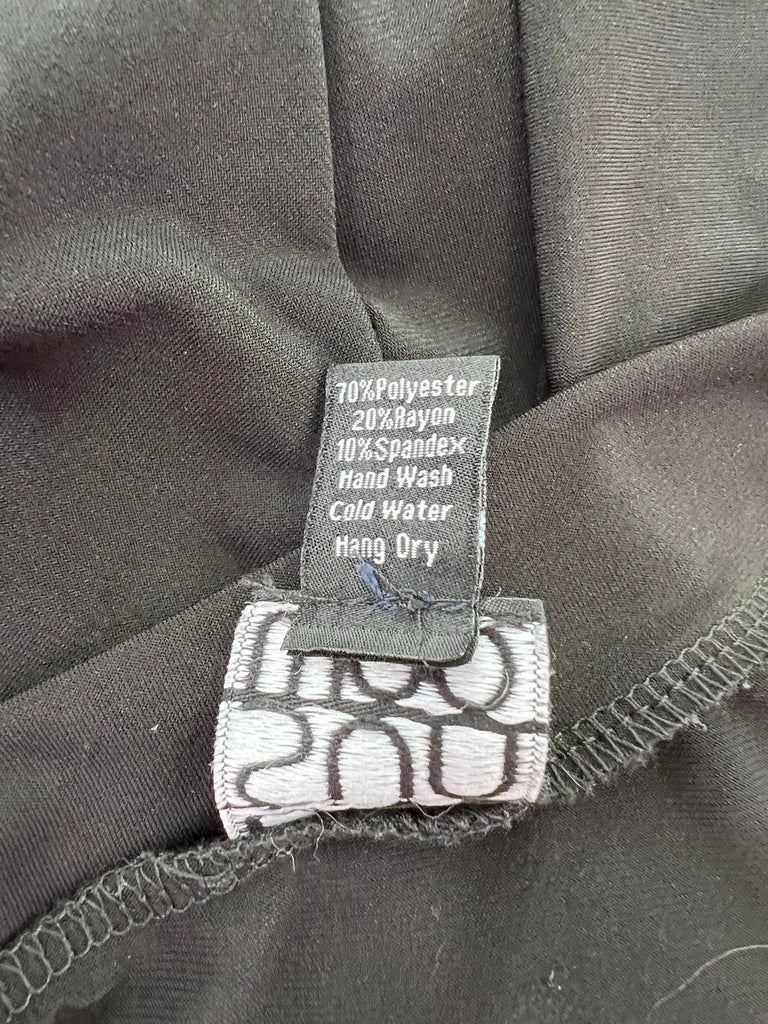 70%Polyester
20%Rayon
10%Spandex
Hand Wash
Cold Water
Hang Dry